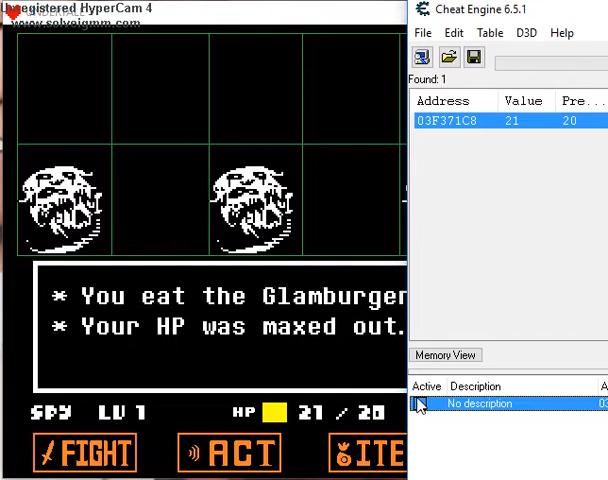 Unregistered HyperCam 4
www.solveigmm.com
Cheat Engine 6.5.1
File Edit Table D3D Help
Found: 1
Address Value Pre...
03F371C8 21 20
* You eat the Glamburger
* Your HP was maxed out.
Memory View
Active Description A
No description 03
SPY LV 1 HP 21 / 20
FIGHT ACT ITE